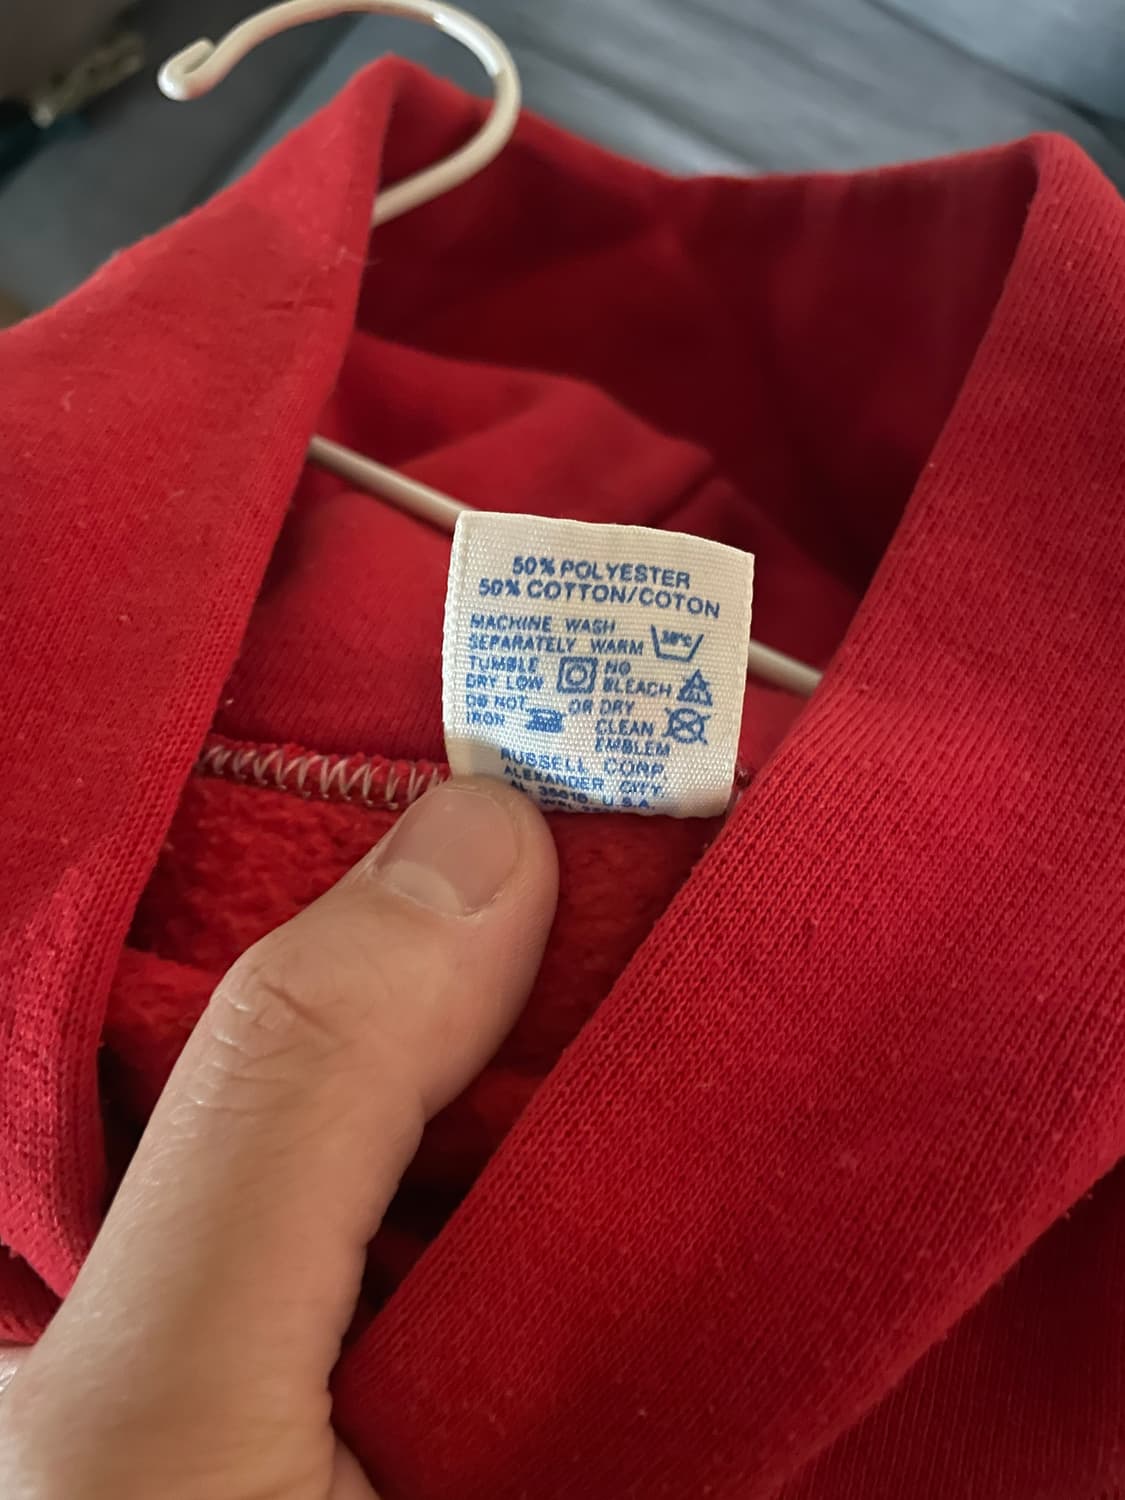 50% POLYESTER
50% COTTON/COTON
MACHINE WASH
SEPARATELY WARM
TUMBLE
DRY LOW
NO
BLEACH
DO NOT
IRON
OR DRY
CLEAN
EMBLEM
RUSSELL CORP
ALEXANDER CITY
AL U.S.A.